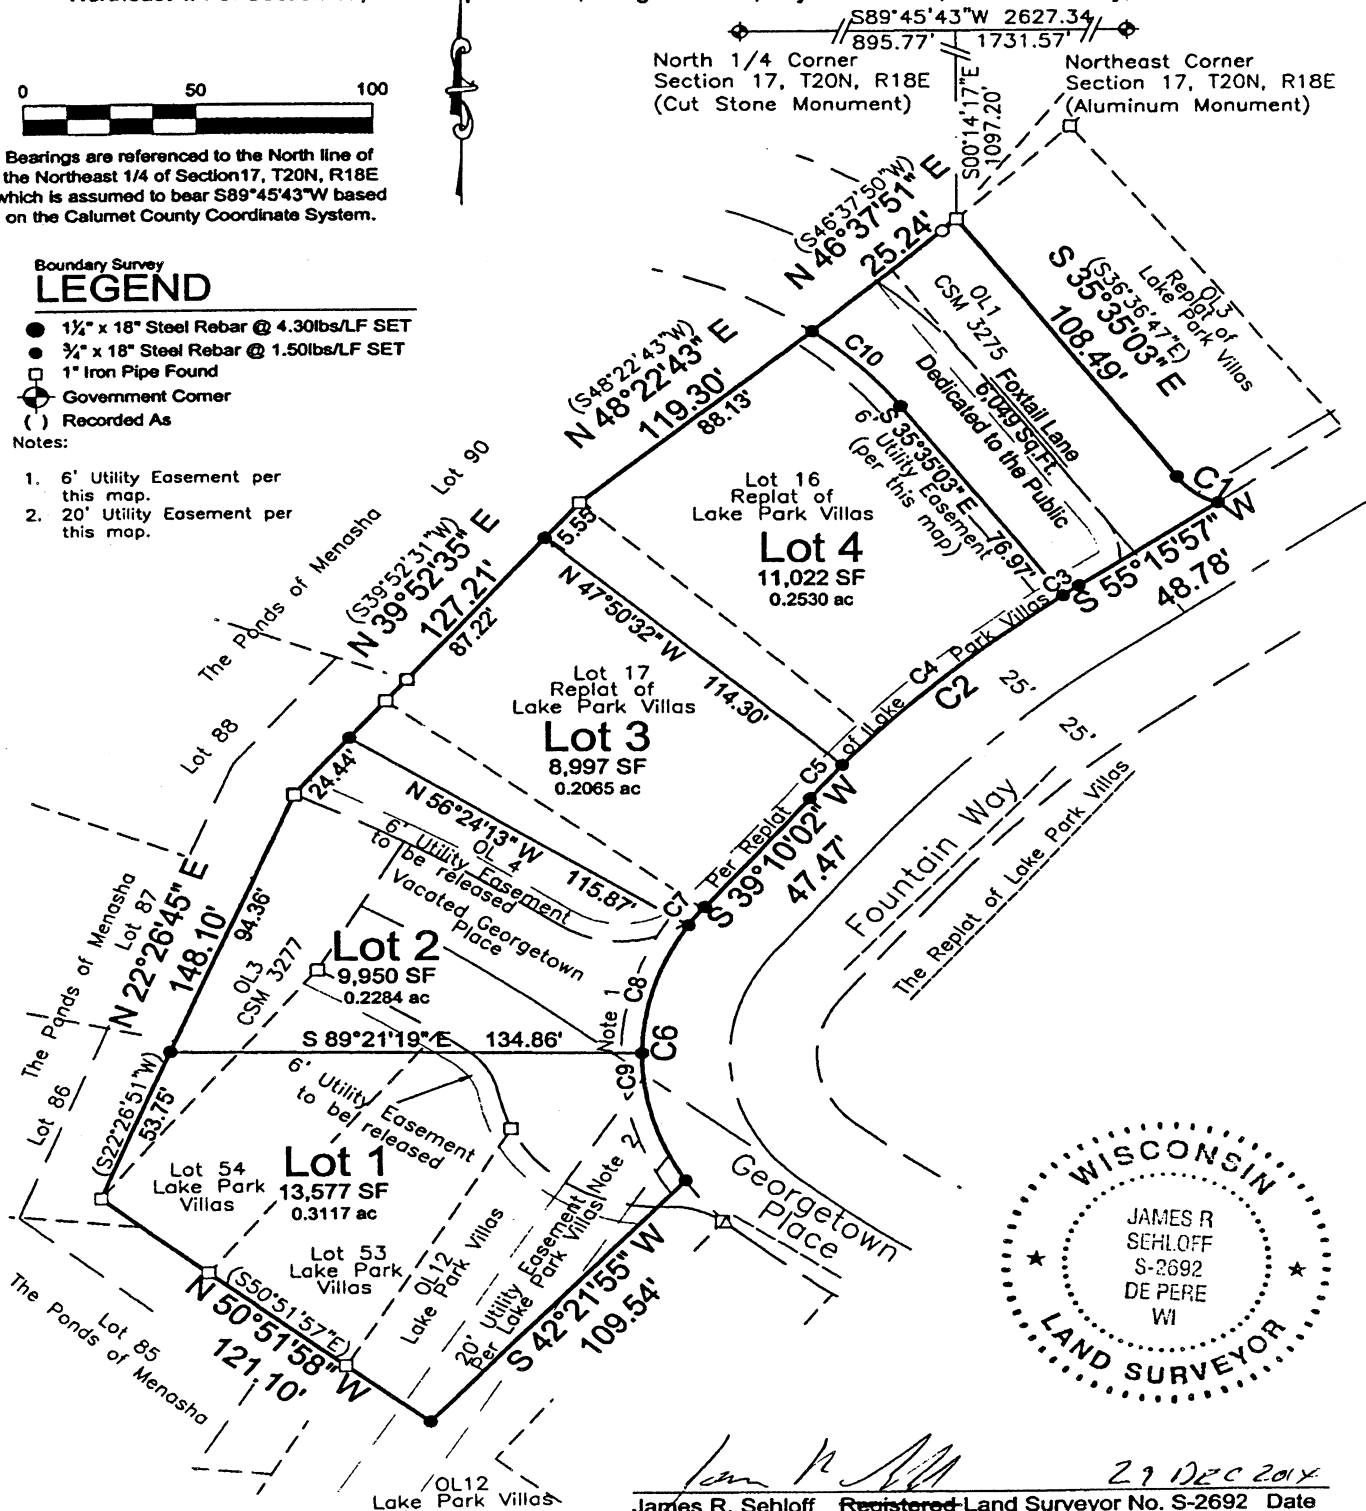 S89°45'43"W 2627.34
895.77' 1731.57'
North 1/4 Corner
Section 17, T20N, R18E
(Cut Stone Monument)
Northeast Corner
Section 17, T20N, R18E
(Aluminum Monument)
S00°14'17"E
1097.20'
0 50 100
Bearings are referenced to the North line of
the Northeast 1/4 of Section17, T20N, R18E
which is assumed to bear S89°45'43"W based
on the Calumet County Coordinate System.
Boundary Survey
LEGEND
1¼" x 18" Steel Rebar @ 4.30lbs/LF SET
¾" x 18" Steel Rebar @ 1.50lbs/LF SET
1" Iron Pipe Found
Government Corner
( ) Recorded As
Notes:
1. 6' Utility Easement per
this map.
2. 20' Utility Easement per
this map.
(S46°37'50"W)
N 46°37'51" E
25.24'
OL1
CSM 3275
Foxtail Lane
6,049 Sq.Ft.
Dedicated to the Public
S 35°35'03" E
(S36°36'47"E)
108.49'
OL3
Replat of
Lake Park Villas
C1
S 55°15'57" W
48.78'
(S48°22'43"W)
N 48°22'43" E
119.30'
88.13'
C10
S 35°35'03" E 76.97'
6' Utility Easement
(per this map)
Lot 16
Replat of
Lake Park Villas
Lot 4
11,022 SF
0.2530 ac
C3
Lot 90
The Ponds of Menasha
(S39°52'31"W)
N 39°52'35" E
127.21'
87.22'
15.55'
N 47°50'32" W 114.30'
Lot 17
Replat of
Lake Park Villas
Lot 3
8,997 SF
0.2065 ac
C4
C2
C5
Per Replat of Lake Park Villas
25'
25'
S 39°10'02" W
47.47'
Fountain Way
The Replat of Lake Park Villas
Lot 88
24.44'
N 56°24'13" W 115.87'
6' Utility Easement
to be released
OL 4
Vacated Georgetown
Place
C7
The Ponds of Menasha
Lot 87
N 22°26'45" E
148.10'
94.36'
OL3
CSM 3277
Lot 2
9,950 SF
0.2284 ac
C8
Note 1
C6
S 89°21'19" E 134.86'
C9
6' Utility Easement
to be released
Lot 86
(S22°26'51"W)
53.75'
Lot 54
Lake Park
Villas
Lot 1
13,577 SF
0.3117 ac
Lot 53
Lake Park
Villas
OL12
Lake Park Villas
20' Utility Easement
Per Lake Park Villas
Note 2
S 42°21'55" W
109.54'
Georgetown
Place
(S50°51'57"E)
N 50°51'58" W
121.10'
Lot 85
The Ponds of Menasha
OL12
Lake Park Villas
WISCONSIN
JAMES R
SEHLOFF
S-2692
DE PERE
WI
LAND SURVEYOR
James R. Sehloff Registered Land Surveyor No. S-2692 Date